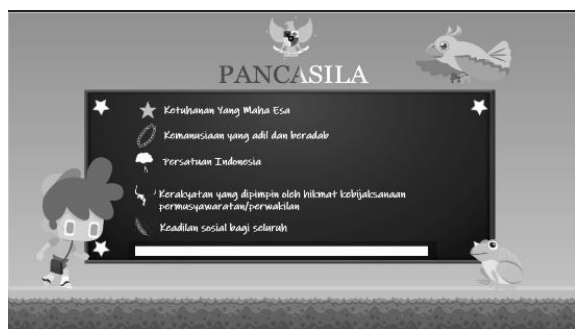 PANCASILA
Ketuhanan Yang Maha Esa
Kemanusiaan yang adil dan beradab
Persatuan Indonesia
Kerakyatan yang dipimpin oleh hikmat kebijaksanaan
permusyawaratan/perwakilan
Keadilan sosial bagi seluruh